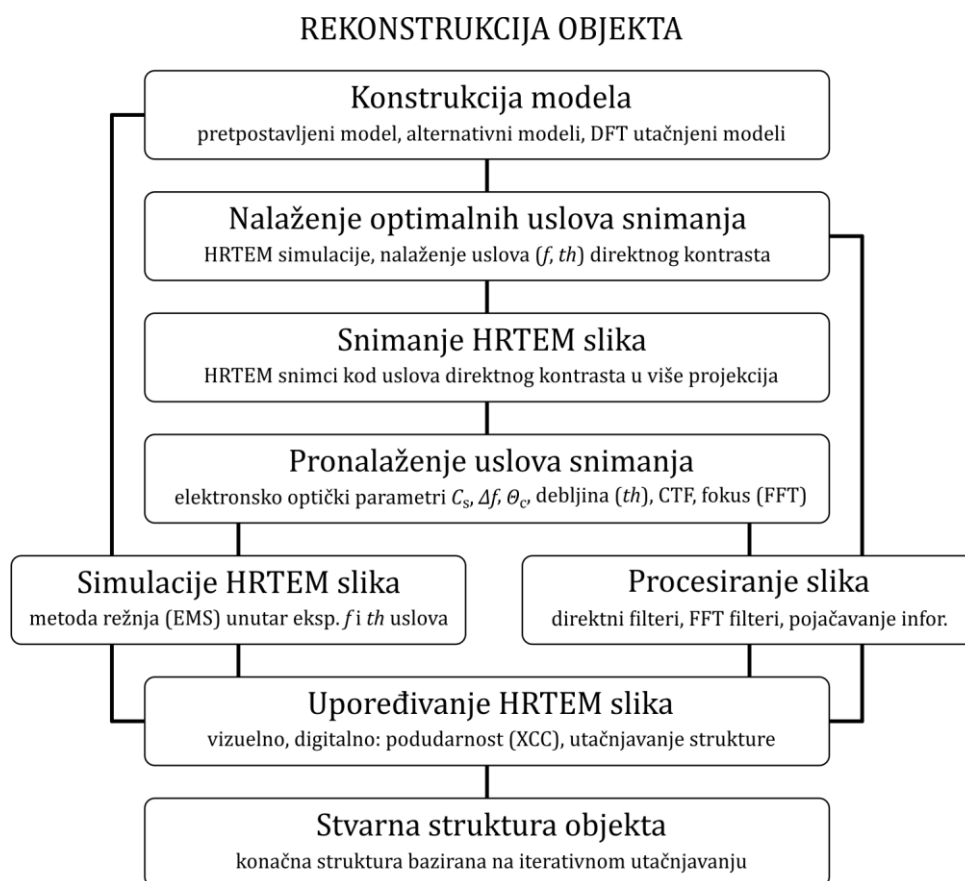 REKONSTRUKCIJA OBJEKTA
Konstrukcija modela
pretpostavljeni model, alternativni modeli, DFT utačnjeni modeli
Nalaženje optimalnih uslova snimanja
HRTEM simulacije, nalaženje uslova (f, th) direktnog kontrasta
Snimanje HRTEM slika
HRTEM snimci kod uslova direktnog kontrasta u više projekcija
Pronalaženje uslova snimanja
elektronsko optički parametri Cs, Δf, Θc, debljina (th), CTF, fokus (FFT)
Simulacije HRTEM slika
metoda režnja (EMS) unutar eksp. f i th uslova
Procesiranje slika
direktni filteri, FFT filteri, pojačavanje infor.
Upoređivanje HRTEM slika
vizuelno, digitalno: podudarnost (XCC), utačnjavanje strukture
Stvarna struktura objekta
konačna struktura bazirana na iterativnom utačnjavanju